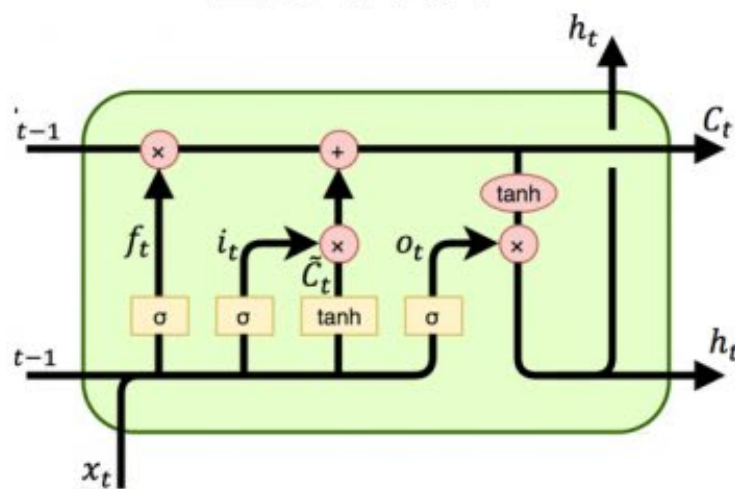 h_t
t-1
×
+
C_t
tanh
f_t
i_t
×
o_t
×
C̃_t
σ
σ
tanh
σ
t-1
h_t
x_t